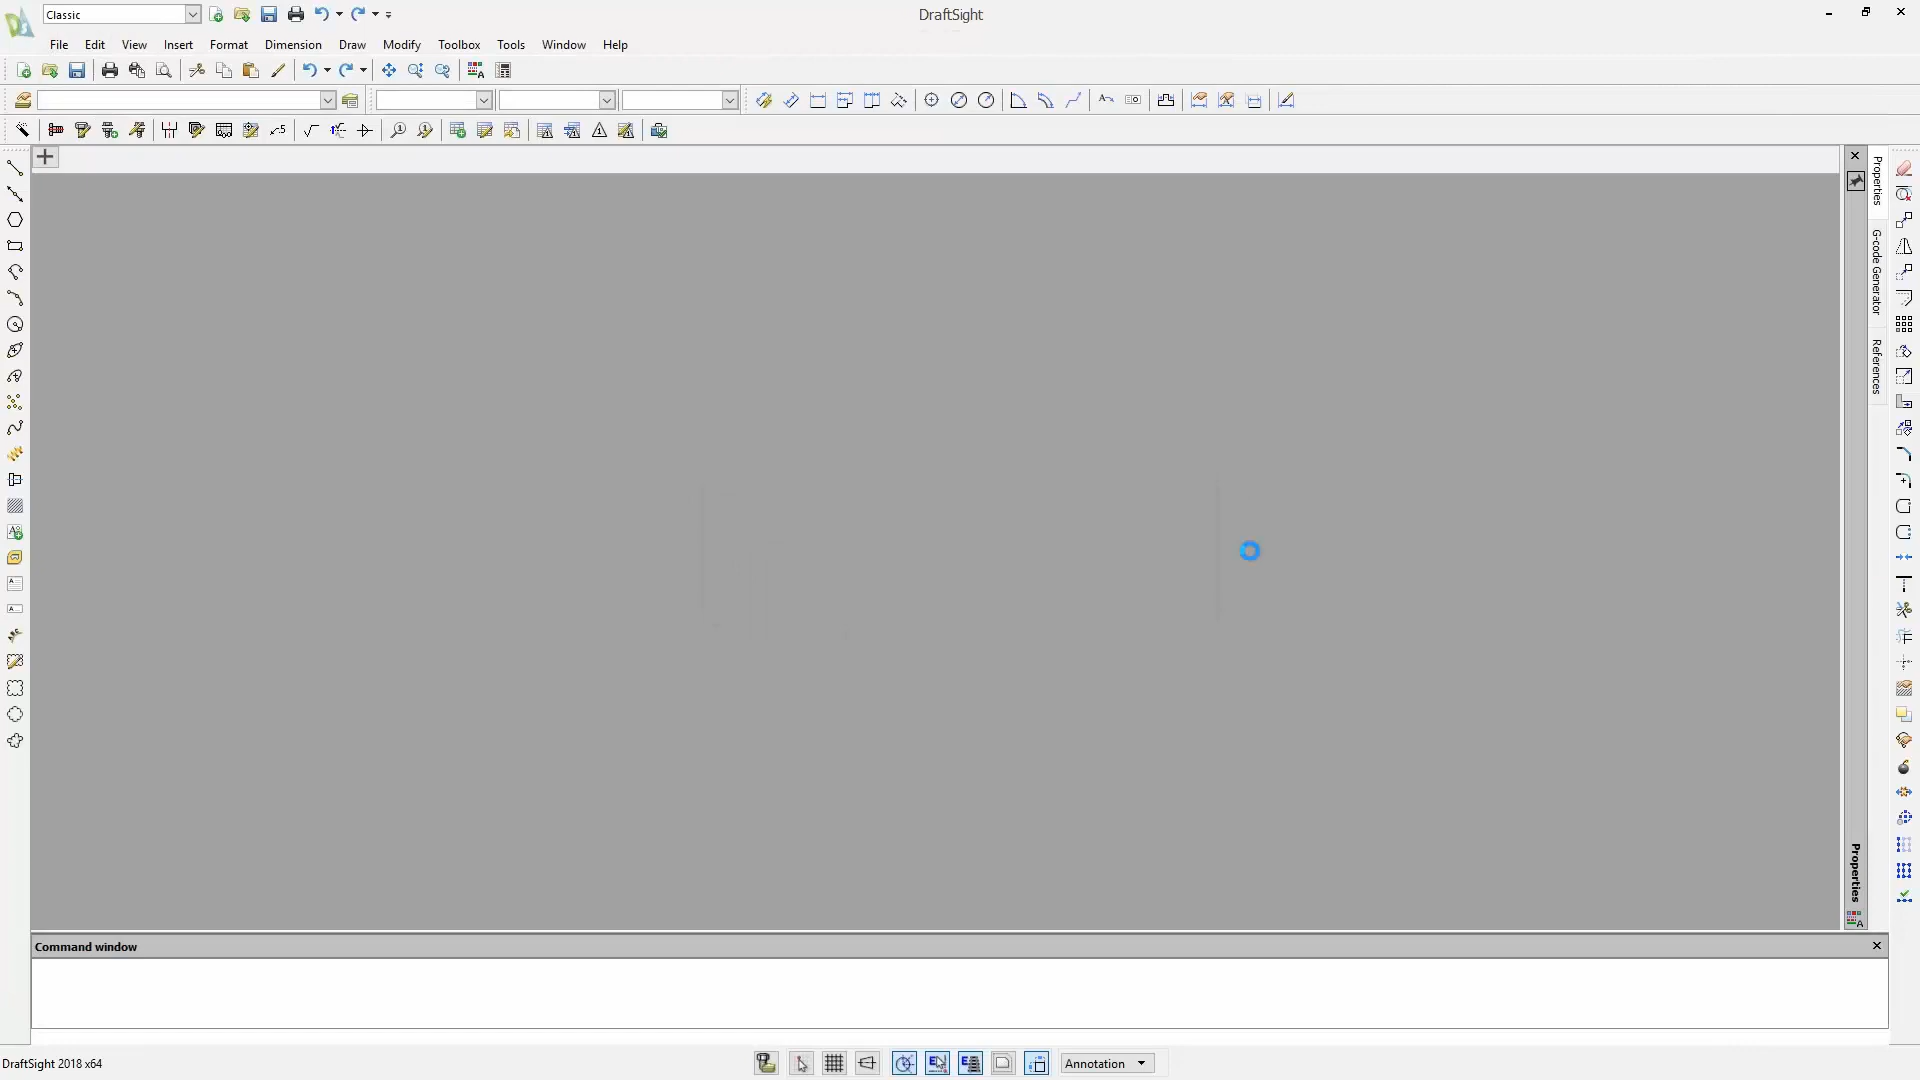 Classic
DraftSight
File Edit View Insert Format Dimension Draw Modify Toolbox Tools Window Help
Properties
G-code Generator
References
Properties
Command window
DraftSight 2018 x64
Annotation